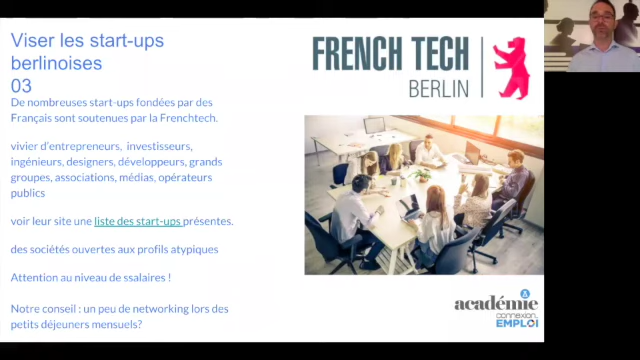 Viser les start-ups
berlinoises
03
De nombreuses start-ups fondées par des
Français sont soutenues par la Frenchtech.
vivier d'entrepreneurs, investisseurs,
ingénieurs, designers, développeurs, grands
groupes, associations, médias, opérateurs
publics
voir leur site une liste des start-ups présentes.
des sociétés ouvertes aux profils atypiques
Attention au niveau de ssalaires !
Notre conseil : un peu de networking lors des
petits déjeuners mensuels?
FRENCH TECH
BERLIN
académie
connexion
EMPLOI